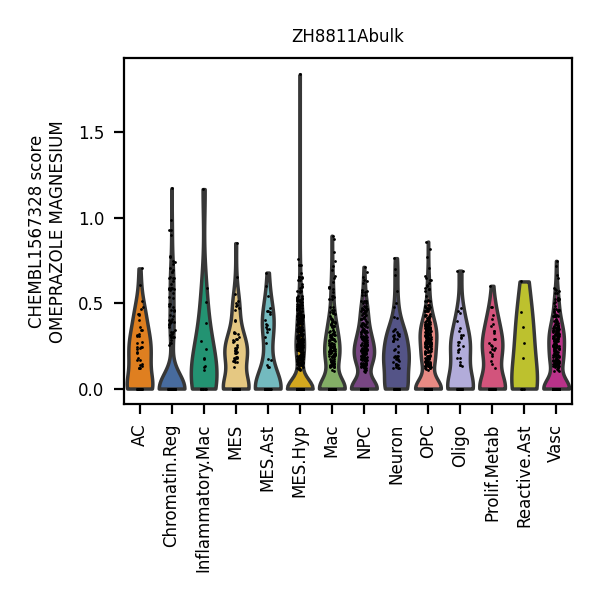 ZH8811Abulk
CHEMBL1567328 score
OMEPRAZOLE MAGNESIUM
1.5
1.0
0.5
0.0
AC
Chromatin.Reg
Inflammatory.Mac
MES
MES.Ast
MES.Hyp
Mac
NPC
Neuron
OPC
Oligo
Prolif.Metab
Reactive.Ast
Vasc